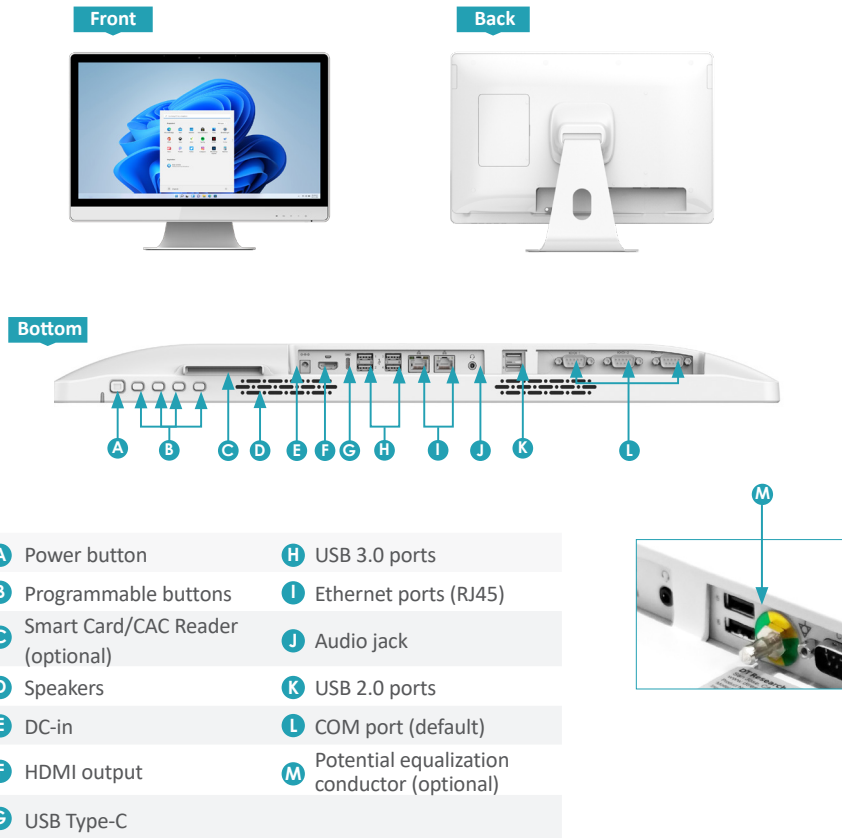 Front
Back
Bottom
A B C D E F G H I J K L
M
A Power button
H USB 3.0 ports
B Programmable buttons
I Ethernet ports (RJ45)
C Smart Card/CAC Reader
(optional)
J Audio jack
D Speakers
K USB 2.0 ports
E DC-in
L COM port (default)
F HDMI output
M Potential equalization
conductor (optional)
G USB Type-C
DT Research